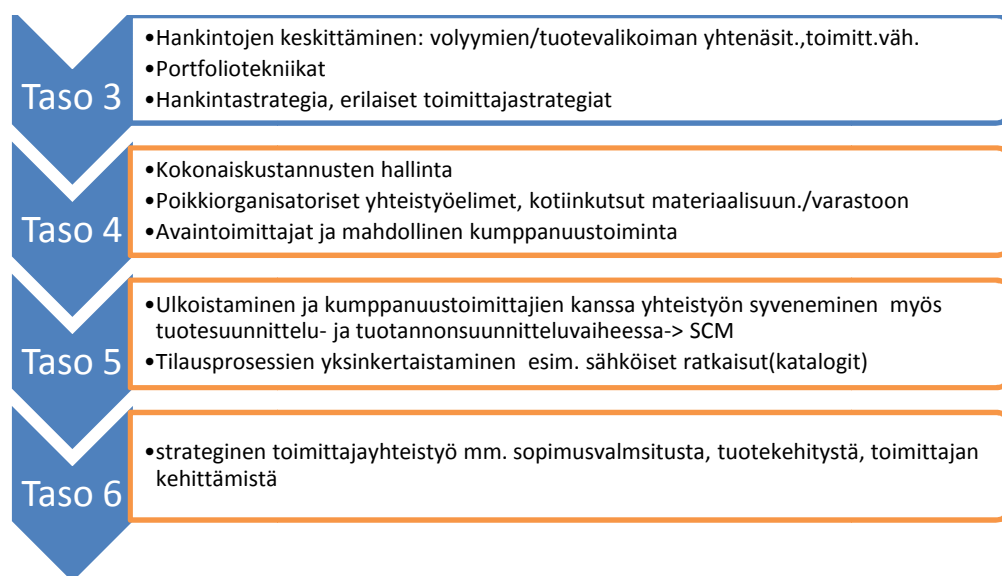 Taso 3
•Hankintojen keskittäminen: volyymien/tuotevalikoiman yhtenäsit.,toimitt.väh.
•Portfoliotekniikat
•Hankintastrategia, erilaiset toimittajastrategiat
Taso 4
•Kokonaiskustannusten hallinta
•Poikkiorganisatoriset yhteistyöelimet, kotiinkutsut materiaalisuun./varastoon
•Avaintoimittajat ja mahdollinen kumppanuustoiminta
Taso 5
•Ulkoistaminen ja kumppanuustoimittajien kanssa yhteistyön syveneminen myös
tuotesuunnittelu- ja tuotannonsuunnitteluvaiheessa-> SCM
•Tilausprosessien yksinkertaistaminen esim. sähköiset ratkaisut(katalogit)
Taso 6
•strateginen toimittajayhteistyö mm. sopimusvalmsitusta, tuotekehitystä, toimittajan
kehittämistä